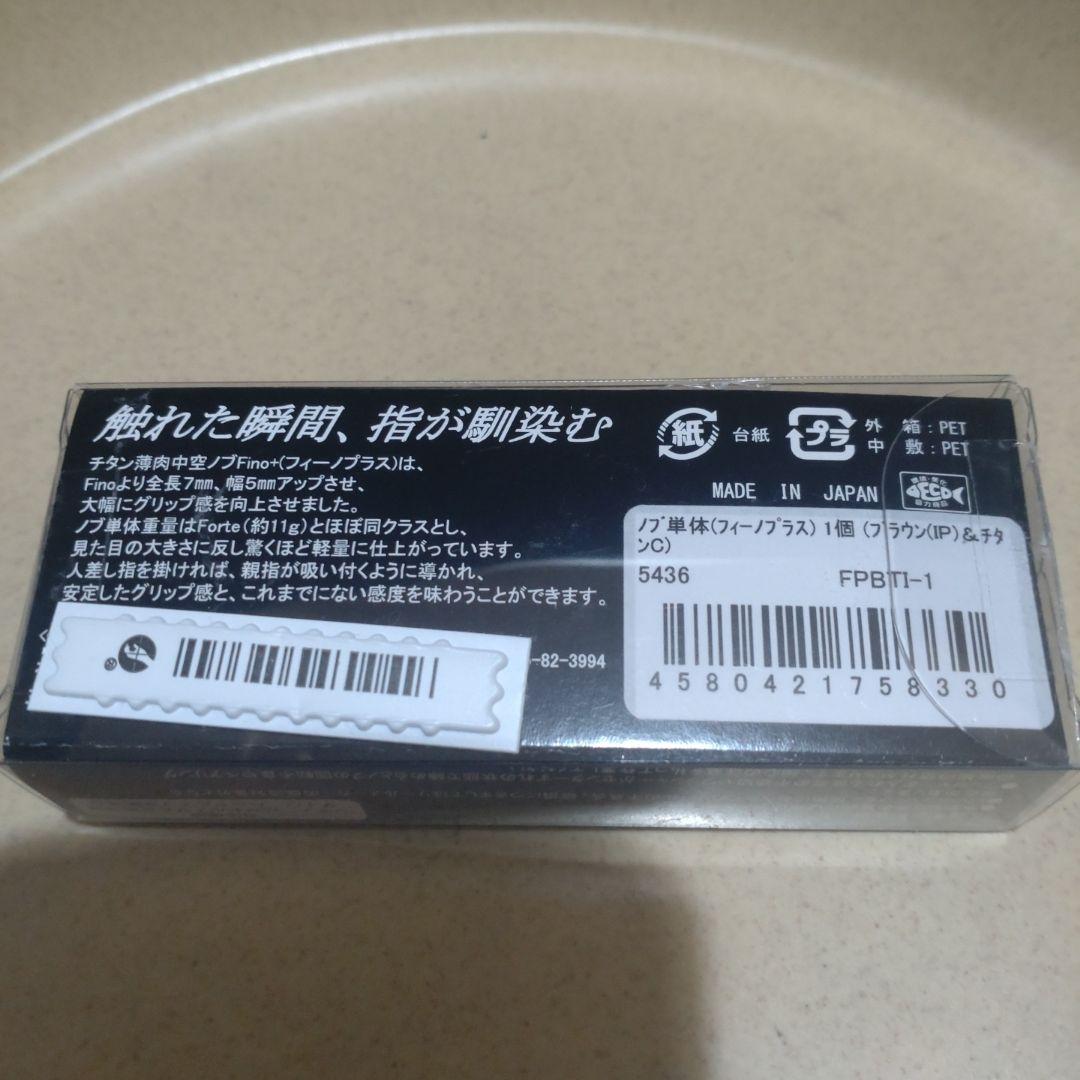 触れた瞬間、指が馴染む
チタン薄肉中空ノブFino+(フィーノプラス)は、
Finoより全長7mm、幅5mmアップさせ、
大幅にグリップ感を向上させました。
ノブ単体重量はForte(約11g)とほぼ同クラスとし、
見た目の大きさに反し驚くほど軽量に仕上がっています。
人差し指を掛ければ、親指が吸い付くように導かれ、
安定したグリップ感と、これまでにない感度を味わうことができます。
-82-3994
®
紙 台紙
プラ 外 箱:PET
中 敷:PET
MADE IN JAPAN
ECO
ノブ単体(フィーノプラス) 1個 (ブラウン(IP)&チタ
ンC)
5436 FPBTI-1
4580421758330